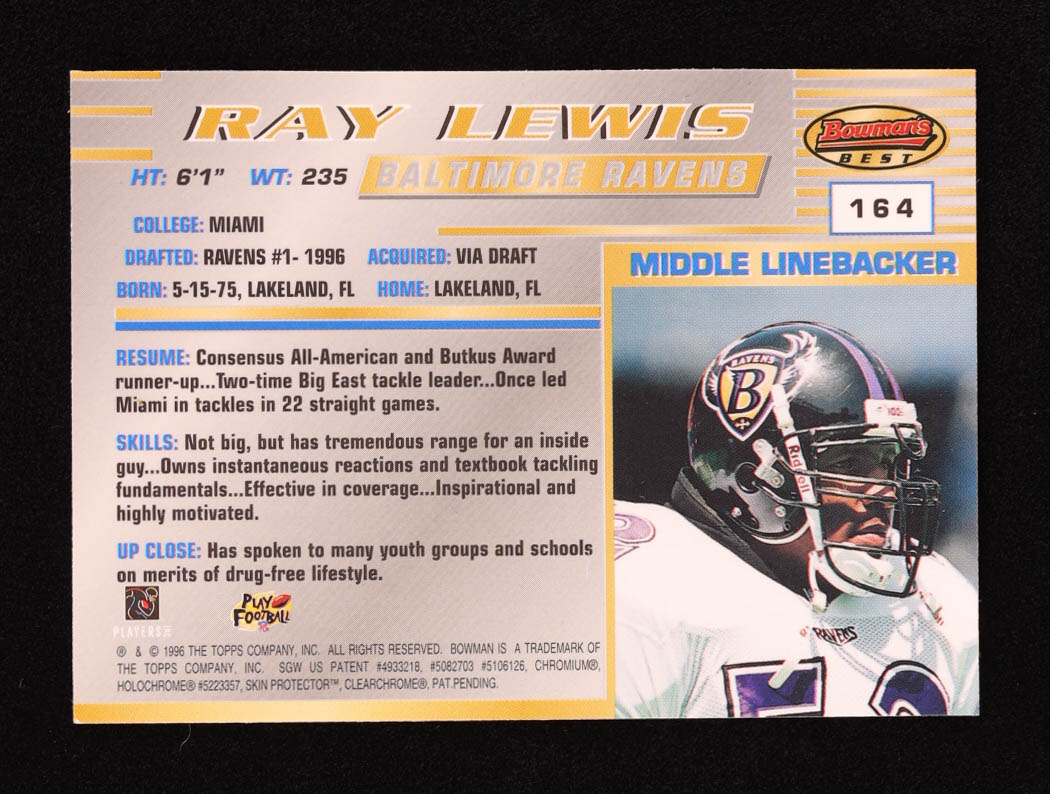 RAY LEWIS
Bowman's
BEST
HT: 6'1" WT: 235 BALTIMORE RAVENS
164
COLLEGE: MIAMI
DRAFTED: RAVENS #1- 1996 ACQUIRED: VIA DRAFT
BORN: 5-15-75, LAKELAND, FL HOME: LAKELAND, FL
MIDDLE LINEBACKER
RESUME: Consensus All-American and Butkus Award
runner-up...Two-time Big East tackle leader...Once led
Miami in tackles in 22 straight games.
SKILLS: Not big, but has tremendous range for an inside
guy...Owns instantaneous reactions and textbook tackling
fundamentals...Effective in coverage...Inspirational and
highly motivated.
UP CLOSE: Has spoken to many youth groups and schools
on merits of drug-free lifestyle.
PLAYERS
PLAY
FOOTBALL
® & © 1996 THE TOPPS COMPANY, INC. ALL RIGHTS RESERVED. BOWMAN IS A TRADEMARK OF
THE TOPPS COMPANY, INC. SGW US PATENT #4933218, #5082703 #5106126, CHROMIUM®,
HOLOCHROME® #5223357, SKIN PROTECTOR™, CLEARCHROME®, PAT.PENDING.
RAVENS
B
Riddell
RAVENS
52